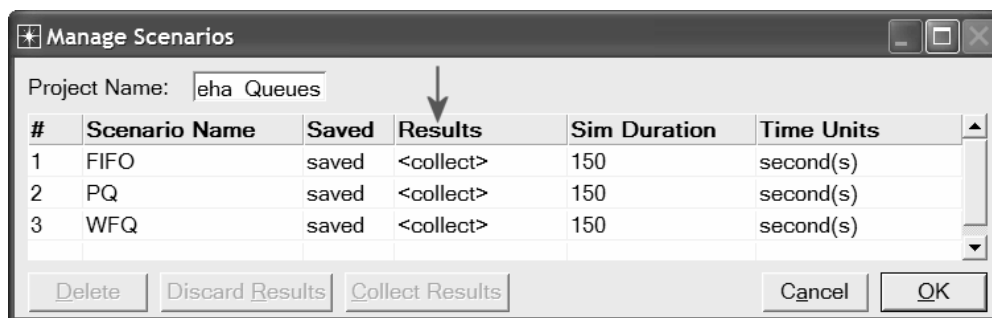 Manage Scenarios
Project Name: eha Queues
# Scenario Name Saved Results Sim Duration Time Units
1 FIFO saved <collect> 150 second(s)
2 PQ saved <collect> 150 second(s)
3 WFQ saved <collect> 150 second(s)
Delete Discard Results Collect Results Cancel OK